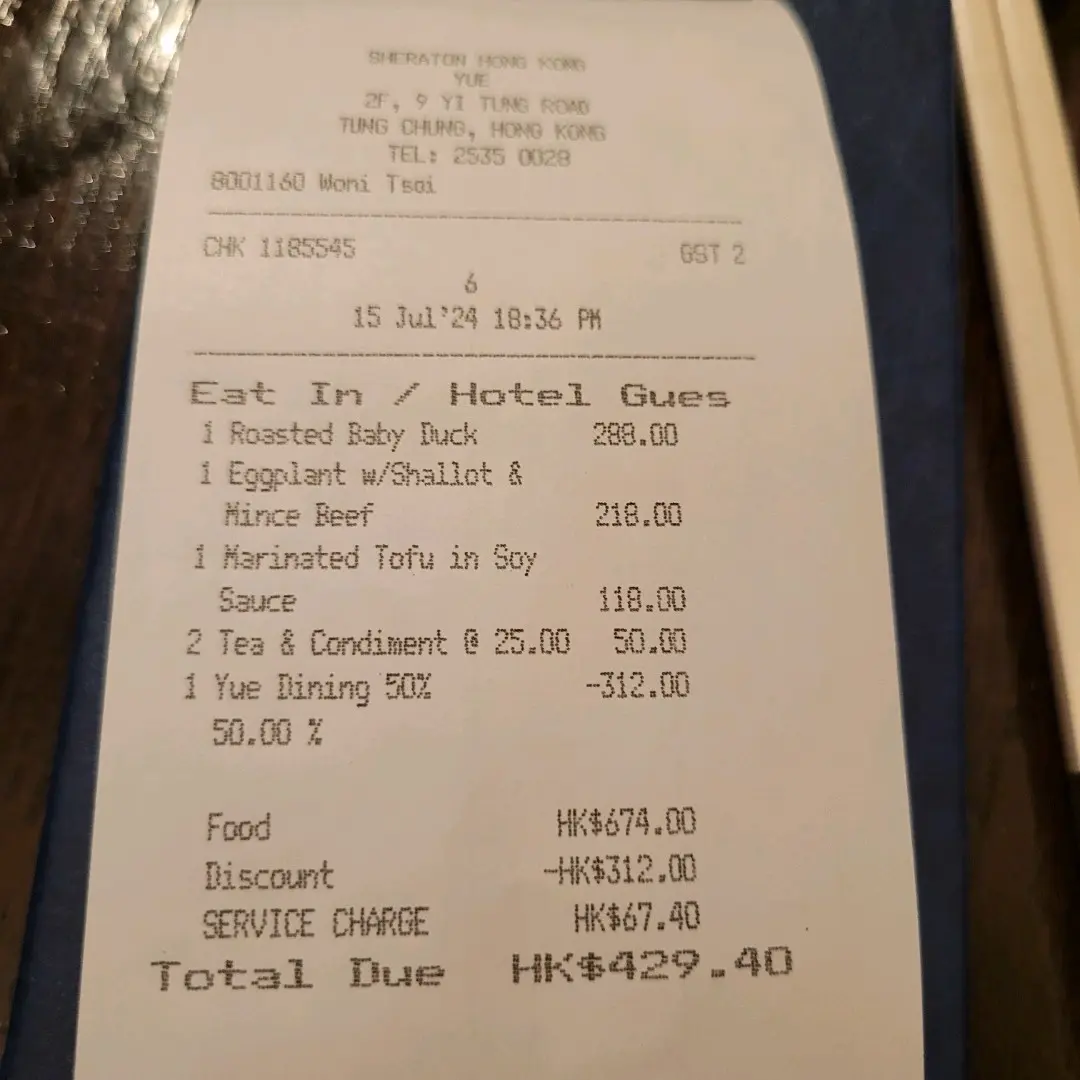 SHERATON HONG KONG
YUE
2F, 9 YI TUNG ROAD
TUNG CHUNG, HONG KONG
TEL: 2535 0028
8001160 Woni Tsoi
CHK 1185545 GST 2
6
15 Jul'24 18:36 PM
Eat In / Hotel Gues
1 Roasted Baby Duck 288.00
1 Eggplant w/Shallot &
Mince Beef 218.00
1 Marinated Tofu in Soy
Sauce 118.00
2 Tea & Condiment @ 25.00 50.00
1 Yue Dining 50% -312.00
50.00 %
Food HK$674.00
Discount -HK$312.00
SERVICE CHARGE HK$67.40
Total Due HK$429.40